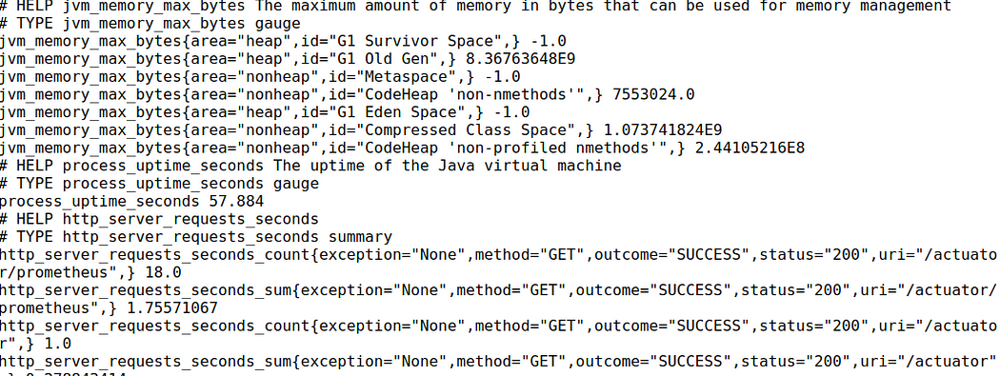 # HELP jvm_memory_max_bytes The maximum amount of memory in bytes that can be used for memory management
# TYPE jvm_memory_max_bytes gauge
jvm_memory_max_bytes{area="heap",id="G1 Survivor Space",} -1.0
jvm_memory_max_bytes{area="heap",id="G1 Old Gen",} 8.36763648E9
jvm_memory_max_bytes{area="nonheap",id="Metaspace",} -1.0
jvm_memory_max_bytes{area="nonheap",id="CodeHeap 'non-nmethods'",} 7553024.0
jvm_memory_max_bytes{area="heap",id="G1 Eden Space",} -1.0
jvm_memory_max_bytes{area="nonheap",id="Compressed Class Space",} 1.073741824E9
jvm_memory_max_bytes{area="nonheap",id="CodeHeap 'non-profiled nmethods'",} 2.44105216E8
# HELP process_uptime_seconds The uptime of the Java virtual machine
# TYPE process_uptime_seconds gauge
process_uptime_seconds 57.884
# HELP http_server_requests_seconds
# TYPE http_server_requests_seconds summary
http_server_requests_seconds_count{exception="None",method="GET",outcome="SUCCESS",status="200",uri="/actuato
r/prometheus",} 18.0
http_server_requests_seconds_sum{exception="None",method="GET",outcome="SUCCESS",status="200",uri="/actuator/
prometheus",} 1.75571067
http_server_requests_seconds_count{exception="None",method="GET",outcome="SUCCESS",status="200",uri="/actuato
r",} 1.0
http_server_requests_seconds_sum{exception="None",method="GET",outcome="SUCCESS",status="200",uri="/actuator"